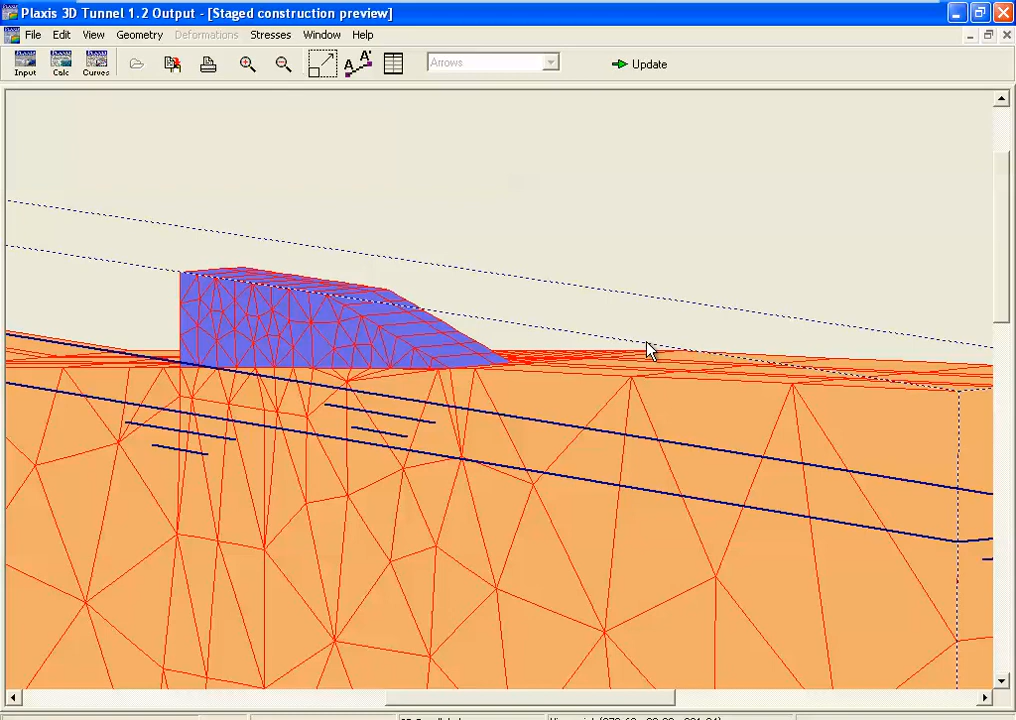 Plaxis 3D Tunnel 1.2 Output - [Staged construction preview]
File Edit View Geometry Deformations Stresses Window Help
Input Calc Curves Arrows Update